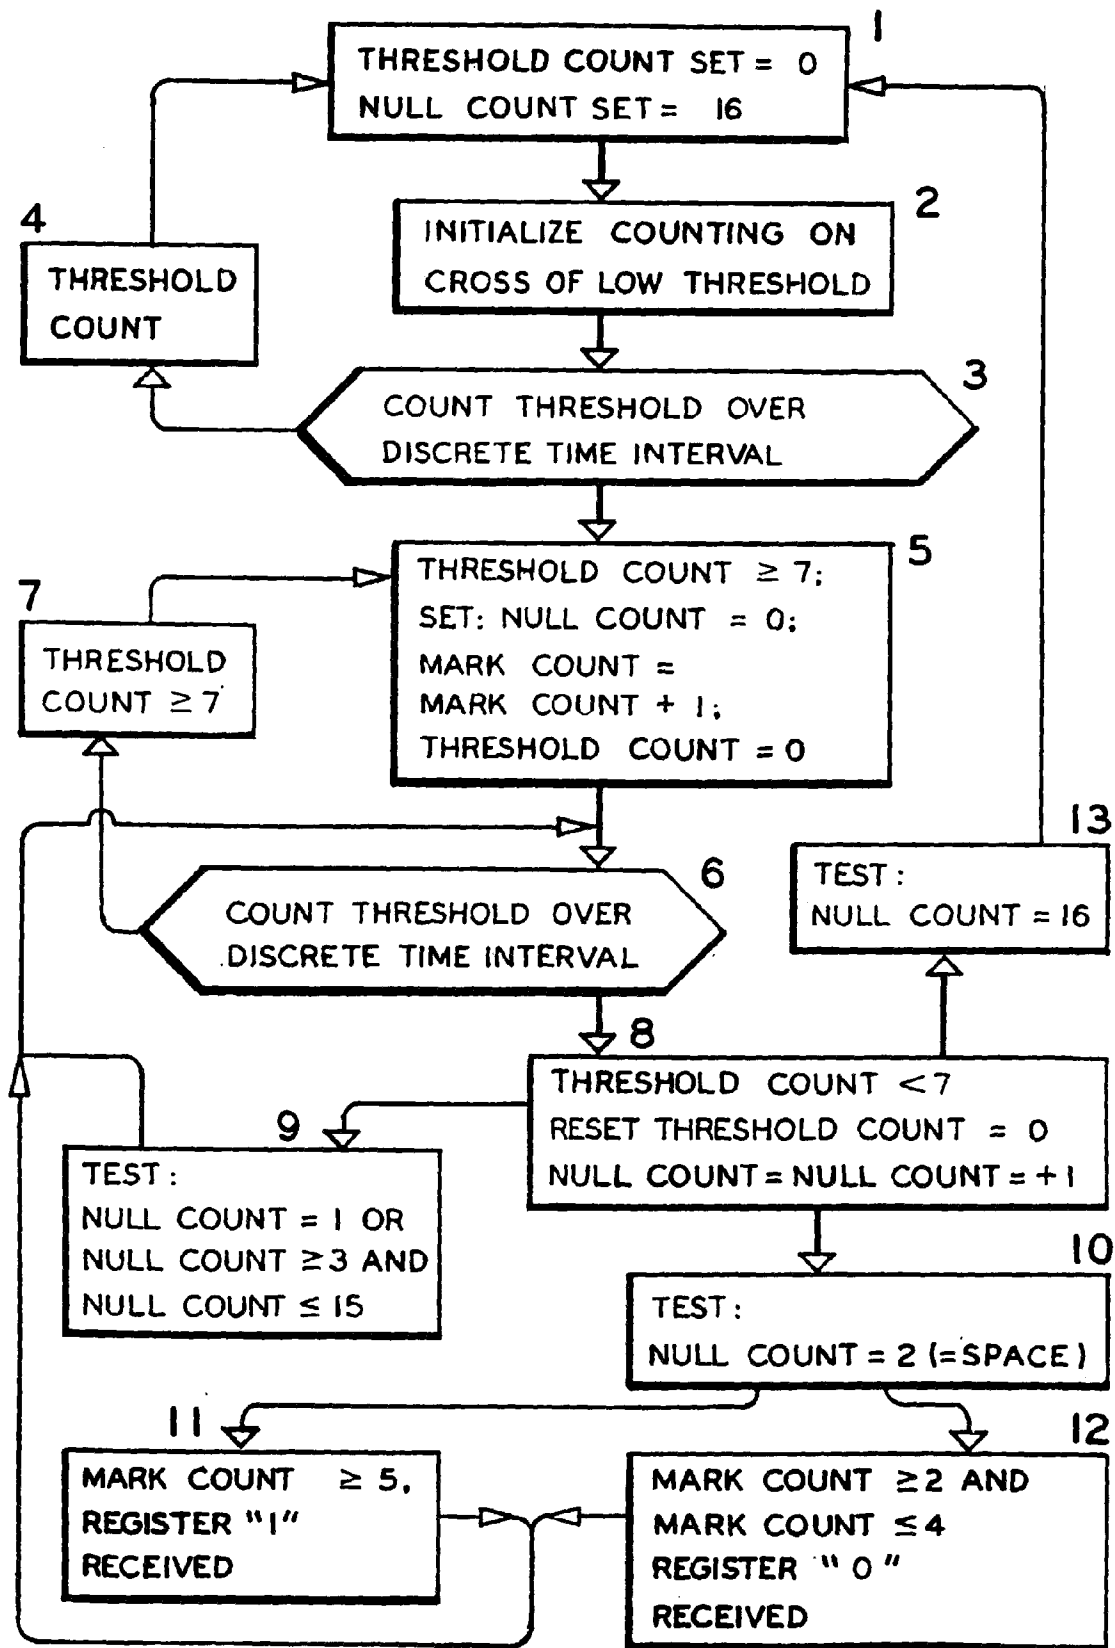 1
THRESHOLD COUNT SET = 0
NULL COUNT SET = 16
2
INITIALIZE COUNTING ON
CROSS OF LOW THRESHOLD
3
COUNT THRESHOLD OVER
DISCRETE TIME INTERVAL
4
THRESHOLD
COUNT
5
THRESHOLD COUNT ≥ 7;
SET: NULL COUNT = 0;
MARK COUNT =
MARK COUNT + 1;
THRESHOLD COUNT = 0
6
COUNT THRESHOLD OVER
DISCRETE TIME INTERVAL
7
THRESHOLD
COUNT ≥ 7
8
THRESHOLD COUNT < 7
RESET THRESHOLD COUNT = 0
NULL COUNT = NULL COUNT = + 1
9
TEST:
NULL COUNT = 1 OR
NULL COUNT ≥ 3 AND
NULL COUNT ≤ 15
10
TEST:
NULL COUNT = 2 (=SPACE)
11
MARK COUNT ≥ 5,
REGISTER "1"
RECEIVED
12
MARK COUNT ≥ 2 AND
MARK COUNT ≤ 4
REGISTER "0"
RECEIVED
13
TEST:
NULL COUNT = 16